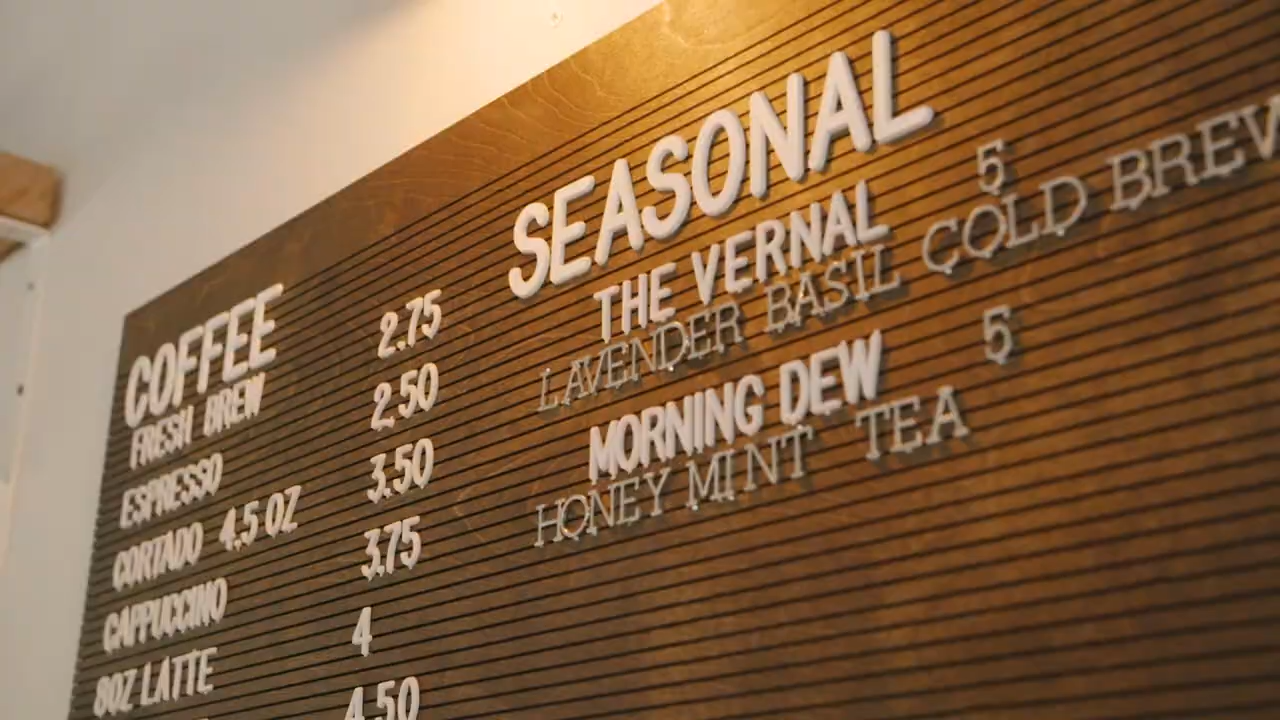 COFFEE
FRESH BREW 2.75
ESPRESSO 2.50
CORTADO 4.5 OZ 3.50
CAPPUCCINO 3.75
8OZ LATTE 4
4.50
SEASONAL
THE VERNAL 5
LAVENDER BASIL COLD BREW
MORNING DEW 5
HONEY MINT TEA